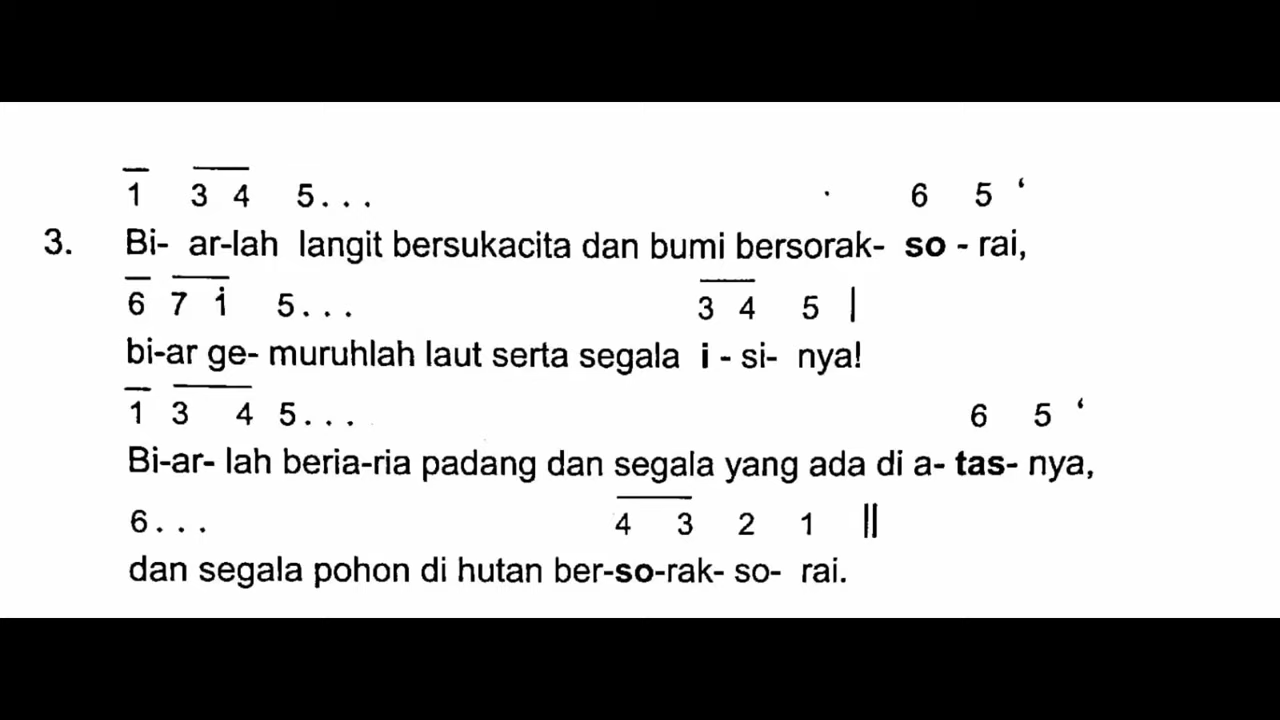 1 3 4 5... 6 5 ‘
3. Bi- ar-lah langit bersukacita dan bumi bersorak- so - rai,
6 7 i 5... 3 4 5 |
bi-ar ge- muruhlah laut serta segala i - si- nya!
1 3 4 5... 6 5 ‘
Bi-ar- lah beria-ria padang dan segala yang ada di a- tas- nya,
6... 4 3 2 1 ||
dan segala pohon di hutan ber-so-rak- so- rai.